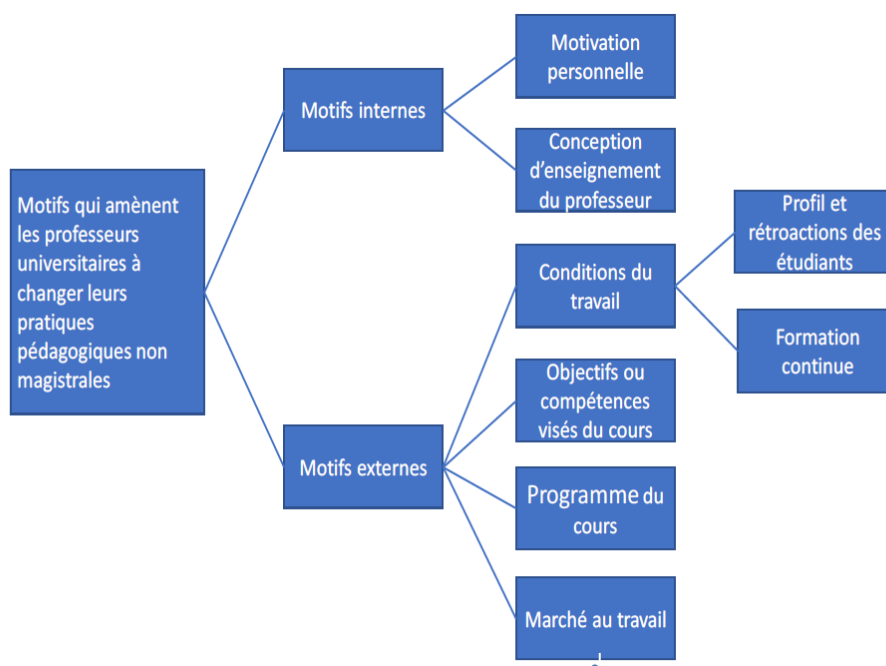 Motifs qui amènent
les professeurs
universitaires à
changer leurs
pratiques
pédagogiques non
magistrales
Motifs internes
Motivation
personnelle
Conception
d'enseignement
du professeur
Motifs externes
Conditions du
travail
Profil et
rétroactions des
étudiants
Formation
continue
Objectifs ou
compétences
visés du cours
Programme du
cours
Marché au travail